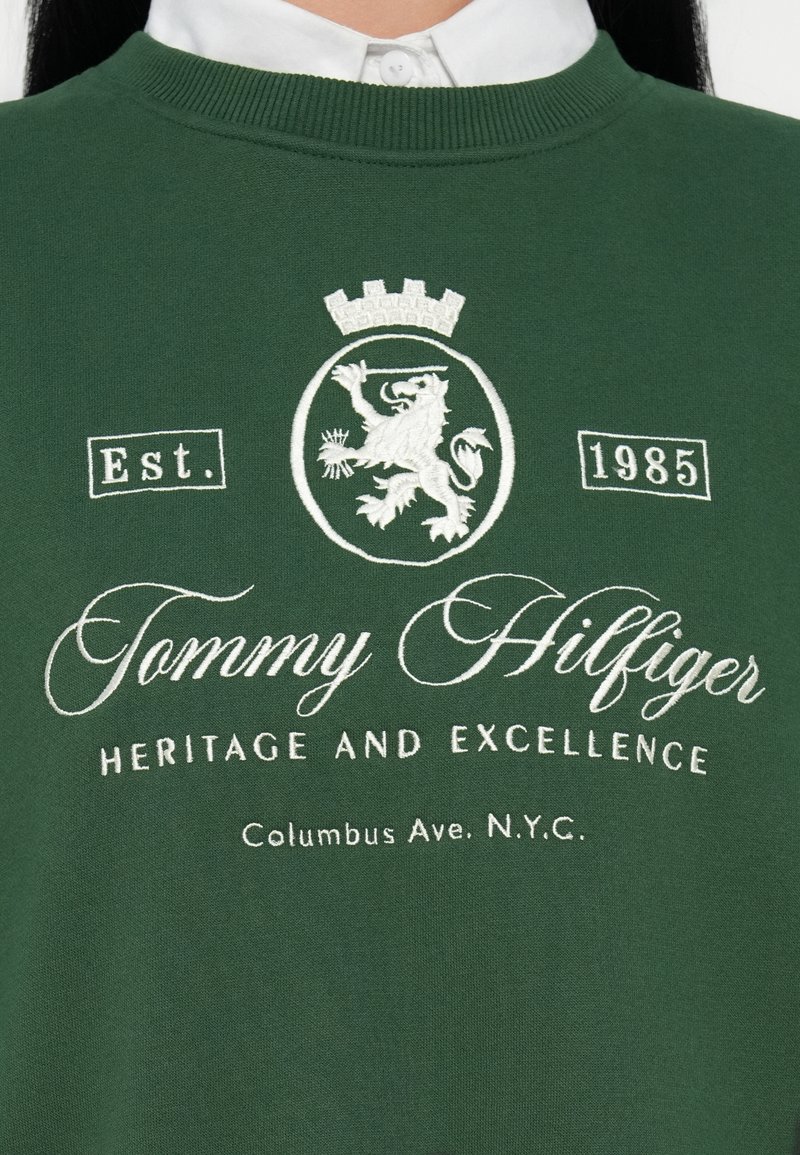 Est. 1985
Tommy Hilfiger
HERITAGE AND EXCELLENCE
Columbus Ave. N.Y.C.